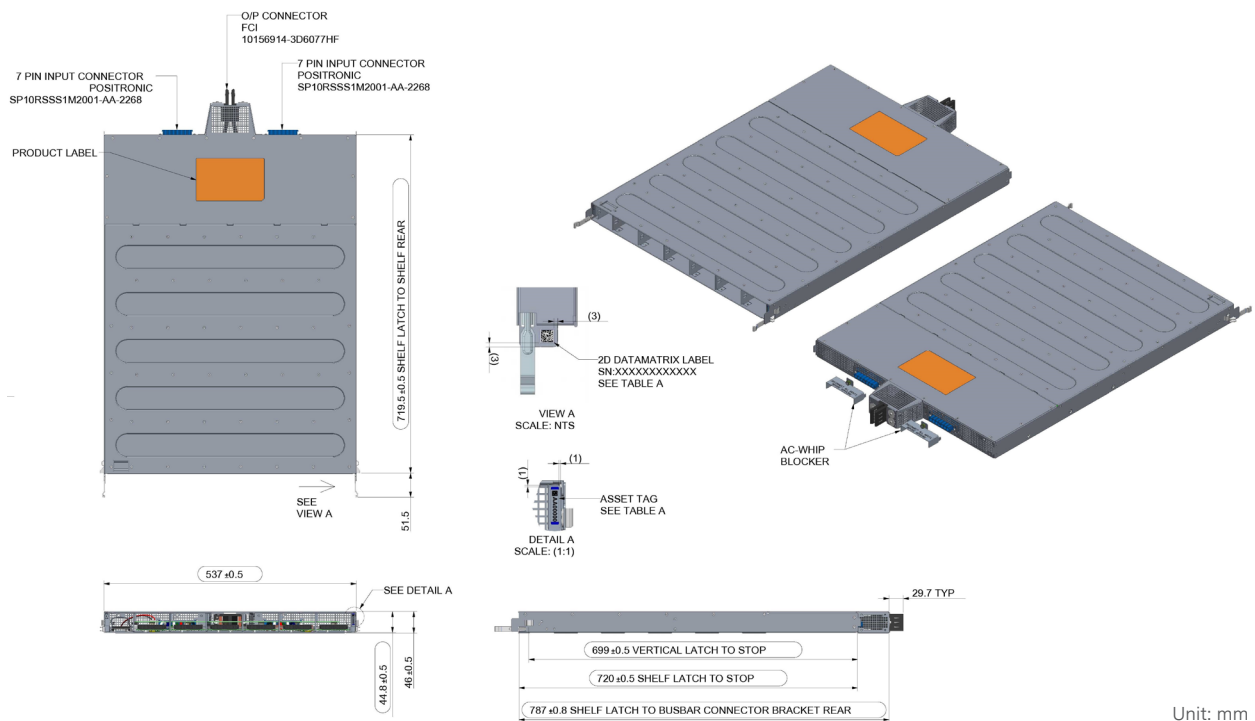 O/P CONNECTOR
FCI
10156914-3D6077HF
7 PIN INPUT CONNECTOR
POSITRONIC
SP10RSSS1M2001-AA-2268
7 PIN INPUT CONNECTOR
POSITRONIC
SP10RSSS1M2001-AA-2268
PRODUCT LABEL
719.5 ±0.5 SHELF LATCH TO SHELF REAR
SEE
VIEW A
51.5
(3)
(3)
2D DATAMATRIX LABEL
SN:XXXXXXXXXXXX
SEE TABLE A
VIEW A
SCALE: NTS
(1)
(1)
ASSET TAG
SEE TABLE A
DETAIL A
SCALE: (1:1)
AC-WHIP
BLOCKER
537 ±0.5
SEE DETAIL A
44.8 ±0.5
46 ±0.5
29.7 TYP
699 ±0.5 VERTICAL LATCH TO STOP
720 ±0.5 SHELF LATCH TO STOP
787 ±0.8 SHELF LATCH TO BUSBAR CONNECTOR BRACKET REAR
Unit: mm